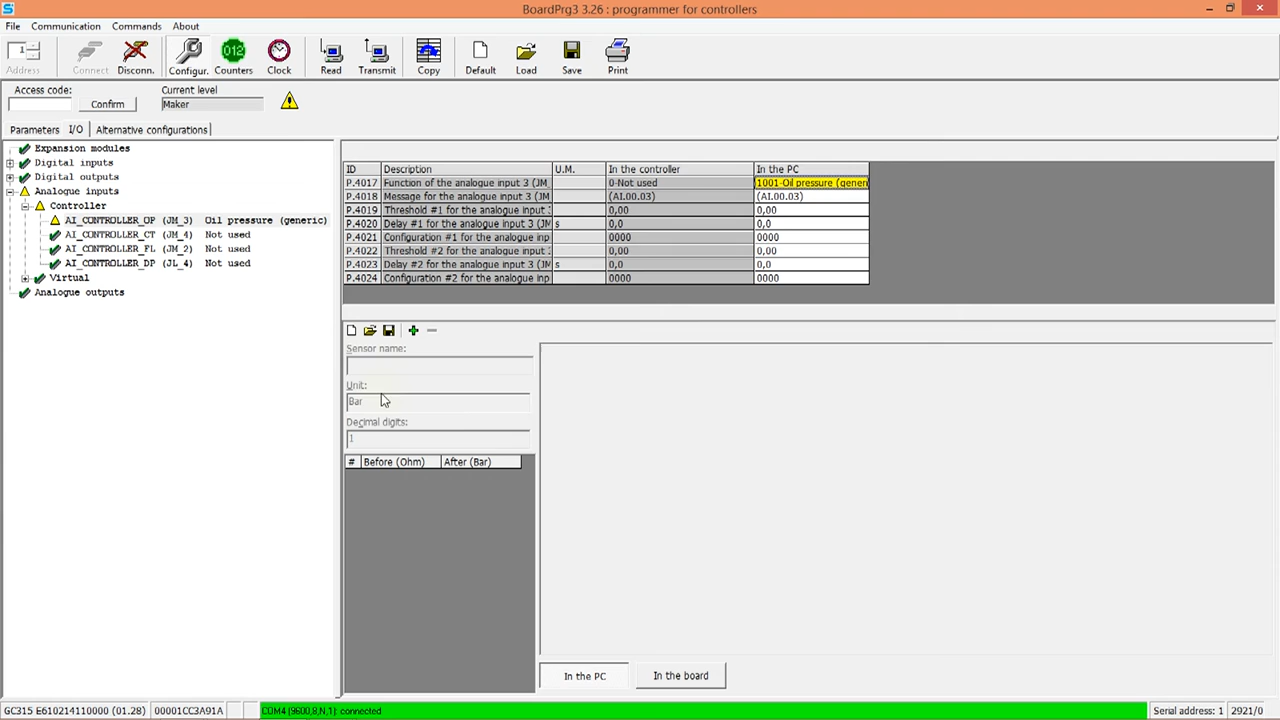 BoardPrg3 3.26 : programmer for controllers
File Communication Commands About
1
Address Connect Disconn. Configur. Counters Clock Read Transmit Copy Default Load Save Print
012
Access code: Current level
Confirm Maker
Parameters I/O Alternative configurations
Expansion modules
Digital inputs
Digital outputs
Analogue inputs
Controller
AI_CONTROLLER_OP (JM_3) Oil pressure (generic)
AI_CONTROLLER_CT (JM_4) Not used
AI_CONTROLLER_FL (JM_2) Not used
AI_CONTROLLER_DP (JL_4) Not used
Virtual
Analogue outputs
ID Description U.M. In the controller In the PC
P.4017 Function of the analogue input 3 (JM_ 0-Not used 1001-Oil pressure (gener
P.4018 Message for the analogue input 3 (JM_ (AI.00.03) (AI.00.03)
P.4019 Threshold #1 for the analogue input 0,00 0,00
P.4020 Delay #1 for the analogue input 3 (JM s 0,0 0,0
P.4021 Configuration #1 for the analogue inp 0000 0000
P.4022 Threshold #2 for the analogue input 0,00 0,00
P.4023 Delay #2 for the analogue input 3 (JM s 0,0 0,0
P.4024 Configuration #2 for the analogue inp 0000 0000
Sensor name:
Unit:
Bar
Decimal digits:
1
# Before (Ohm) After (Bar)
In the PC In the board
GC315 E610214110000 (01.28) 00001CC3A91A COM4 (9600,8,N,1): connected Serial address: 1 2921/0